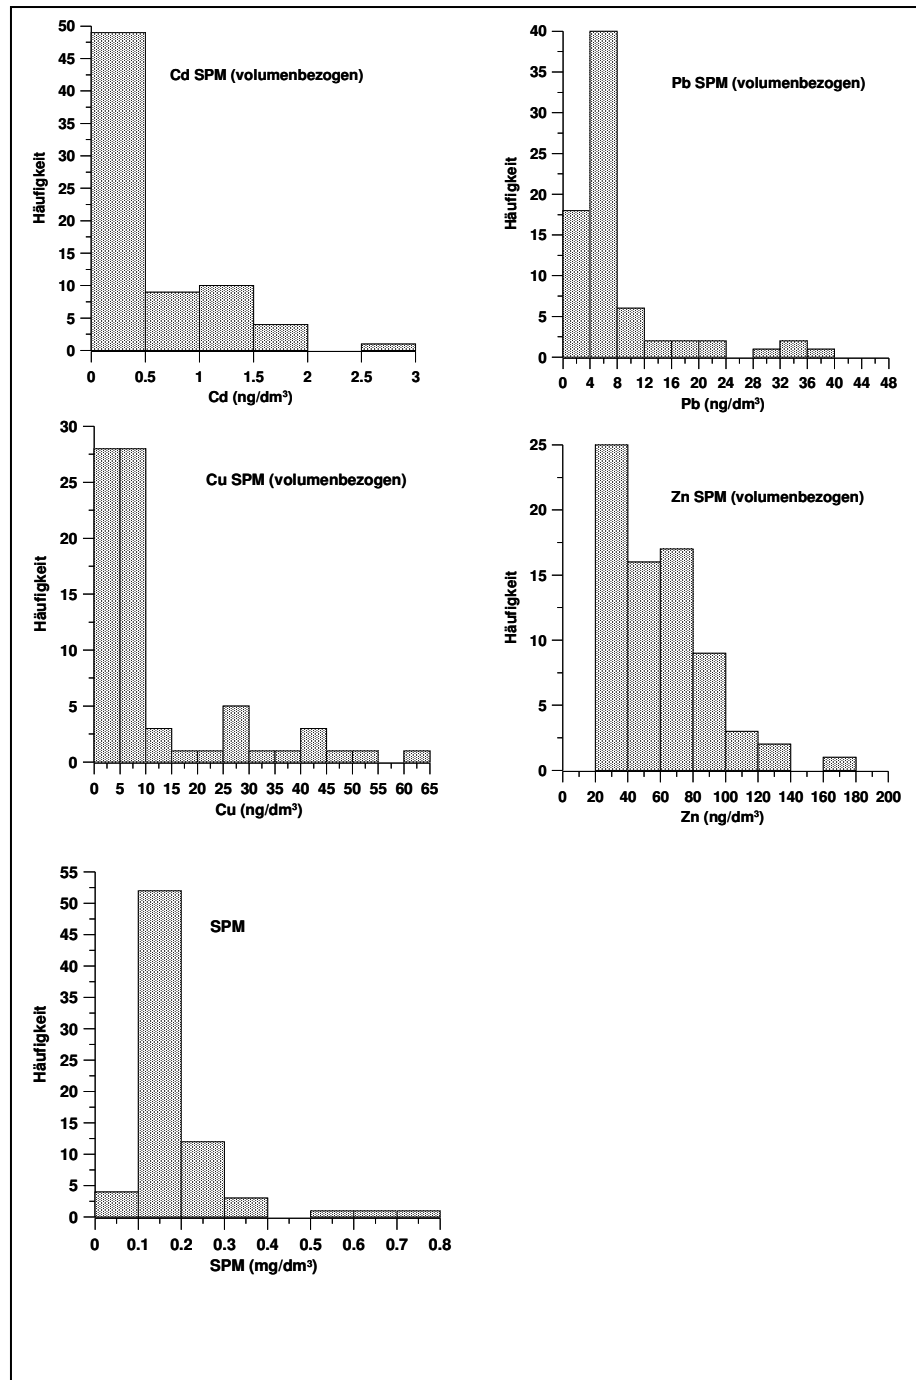 50
45
40
35
30
25
20
15
10
5
0
Häufigkeit
Cd SPM (volumenbezogen)
0 0.5 1 1.5 2 2.5 3
Cd (ng/dm³)
40
35
30
25
20
15
10
5
0
Häufigkeit
Pb SPM (volumenbezogen)
0 4 8 12 16 20 24 28 32 36 40 44 48
Pb (ng/dm³)
30
25
20
15
10
5
0
Häufigkeit
Cu SPM (volumenbezogen)
0 5 10 15 20 25 30 35 40 45 50 55 60 65
Cu (ng/dm³)
25
20
15
10
5
0
Häufigkeit
Zn SPM (volumenbezogen)
0 20 40 60 80 100 120 140 160 180 200
Zn (ng/dm³)
55
50
45
40
35
30
25
20
15
10
5
0
Häufigkeit
SPM
0 0.1 0.2 0.3 0.4 0.5 0.6 0.7 0.8
SPM (mg/dm³)